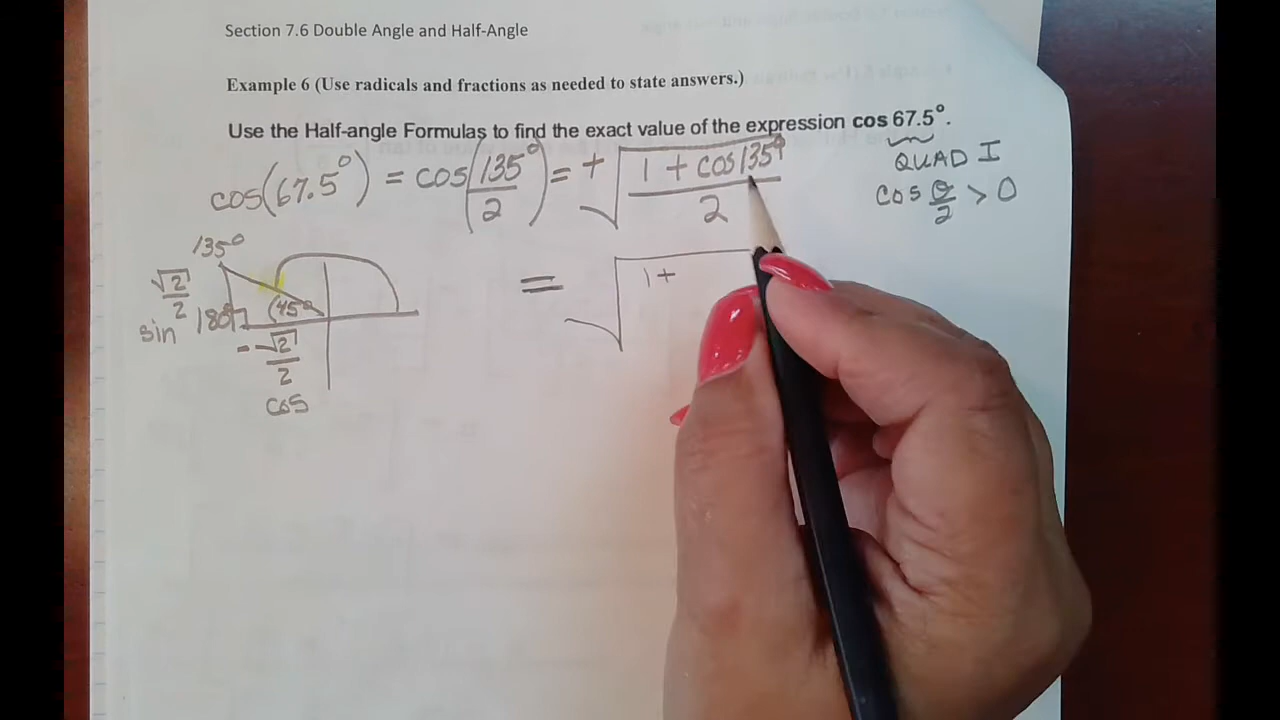 Section 7.6 Double Angle and Half-Angle
Example 6 (Use radicals and fractions as needed to state answers.)
Use the Half-angle Formulas to find the exact value of the expression cos 67.5°.
cos(67.5°) = cos(135°/2) = +√((1 + cos135°)/2)
QUAD I
cos θ/2 > 0
= √(1 +
135°
√2/2
sin
180°
(45°
-√2/2
cos